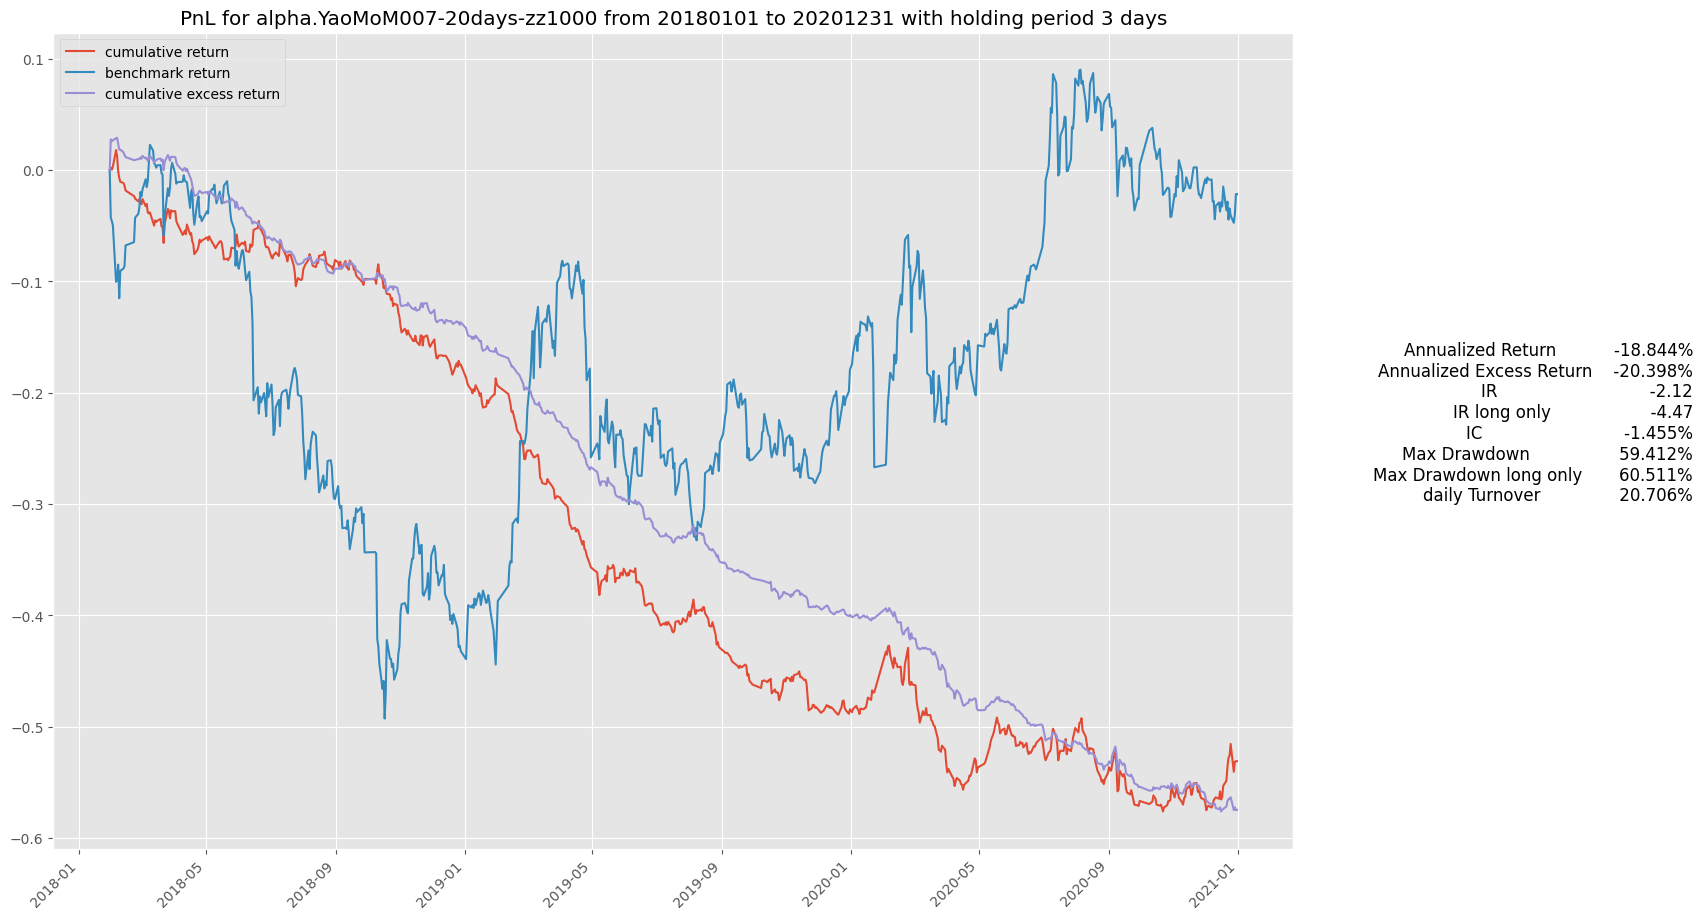 PnL for alpha.YaoMoM007-20days-zz1000 from 20180101 to 20201231 with holding period 3 days
cumulative return
benchmark return
cumulative excess return
0.1
0.0
−0.1
−0.2
−0.3
−0.4
−0.5
−0.6
2018-01
2018-05
2018-09
2019-01
2019-05
2019-09
2020-01
2020-05
2020-09
2021-01
Annualized Return -18.844%
Annualized Excess Return -20.398%
IR -2.12
IR long only -4.47
IC -1.455%
Max Drawdown 59.412%
Max Drawdown long only 60.511%
daily Turnover 20.706%